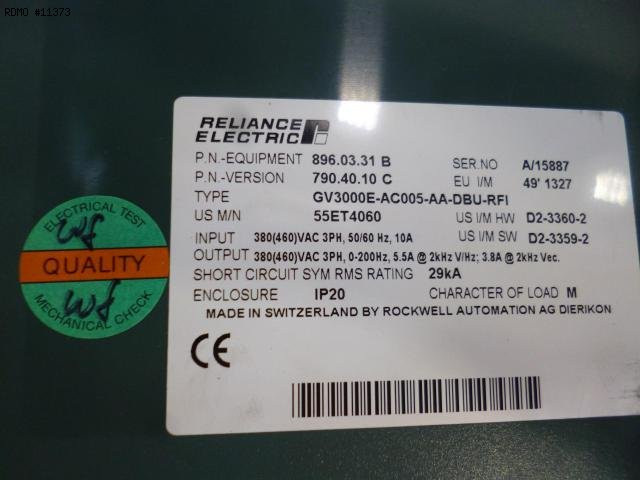 RDMO #11373
RELIANCE
ELECTRIC
P.N.-EQUIPMENT 896.03.31 B SER.NO A/15887
P.N.-VERSION 790.40.10 C EU I/M 49' 1327
TYPE GV3000E-AC005-AA-DBU-RFI
US M/N 55ET4060 US I/M HW D2-3360-2
US I/M SW D2-3359-2
INPUT 380(460)VAC 3PH, 50/60 Hz, 10A
OUTPUT 380(460)VAC 3PH, 0-200Hz, 5.5A @ 2kHz V/Hz; 3.8A @ 2kHz Vec.
SHORT CIRCUIT SYM RMS RATING 29kA
ENCLOSURE IP20 CHARACTER OF LOAD M
MADE IN SWITZERLAND BY ROCKWELL AUTOMATION AG DIERIKON
CE
ELECTRICAL TEST
QUALITY
MECHANICAL CHECK